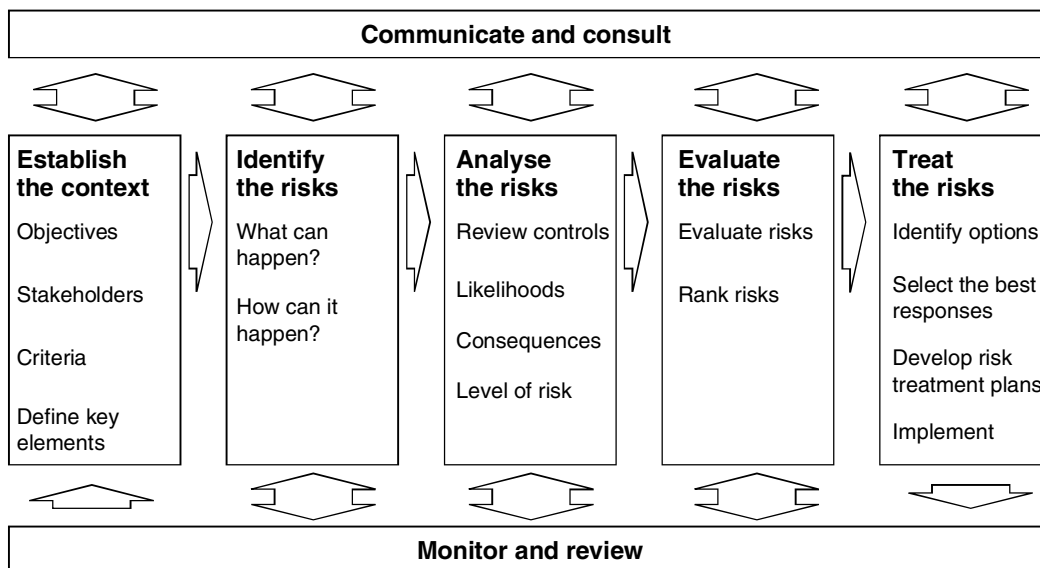 Communicate and consult
Establish
the context
Objectives
Stakeholders
Criteria
Define key
elements
Identify
the risks
What can
happen?
How can it
happen?
Analyse
the risks
Review controls
Likelihoods
Consequences
Level of risk
Evaluate
the risks
Evaluate risks
Rank risks
Treat
the risks
Identify options
Select the best
responses
Develop risk
treatment plans
Implement
Monitor and review